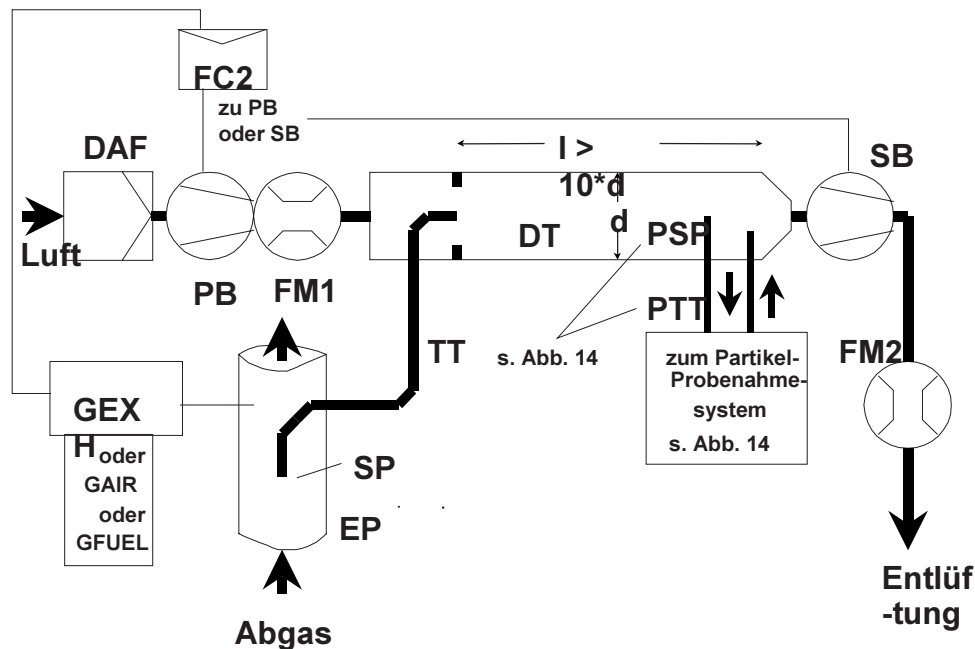 FC2
zu PB
oder SB
DAF
l >
10*d
SB
Luft
DT
d
PSP
PB
FM1
PTT
TT
s. Abb. 14
zum Partikel-
Probenahme-
system
s. Abb. 14
FM2
GEX
H oder
GAIR
oder
GFUEL
SP
EP
Abgas
Entlüf
-tung